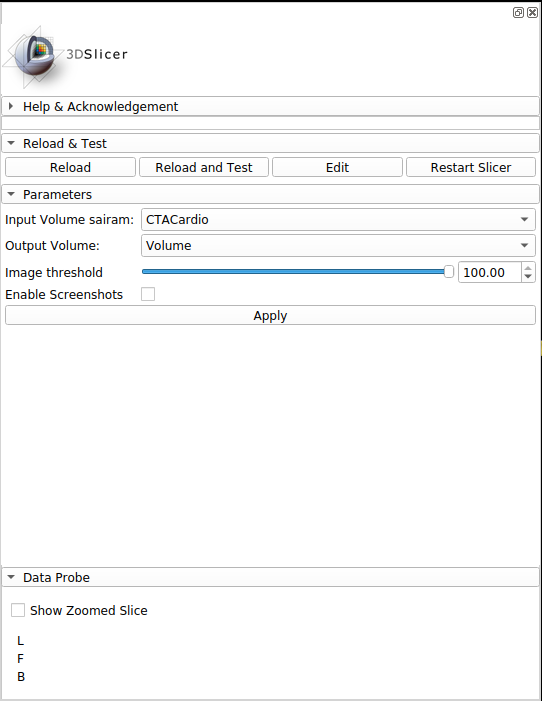 3DSlicer
Help & Acknowledgement
Reload & Test
Reload
Reload and Test
Edit
Restart Slicer
Parameters
Input Volume sairam: CTACardio
Output Volume: Volume
Image threshold 100.00
Enable Screenshots
Apply
Data Probe
Show Zoomed Slice
L
F
B